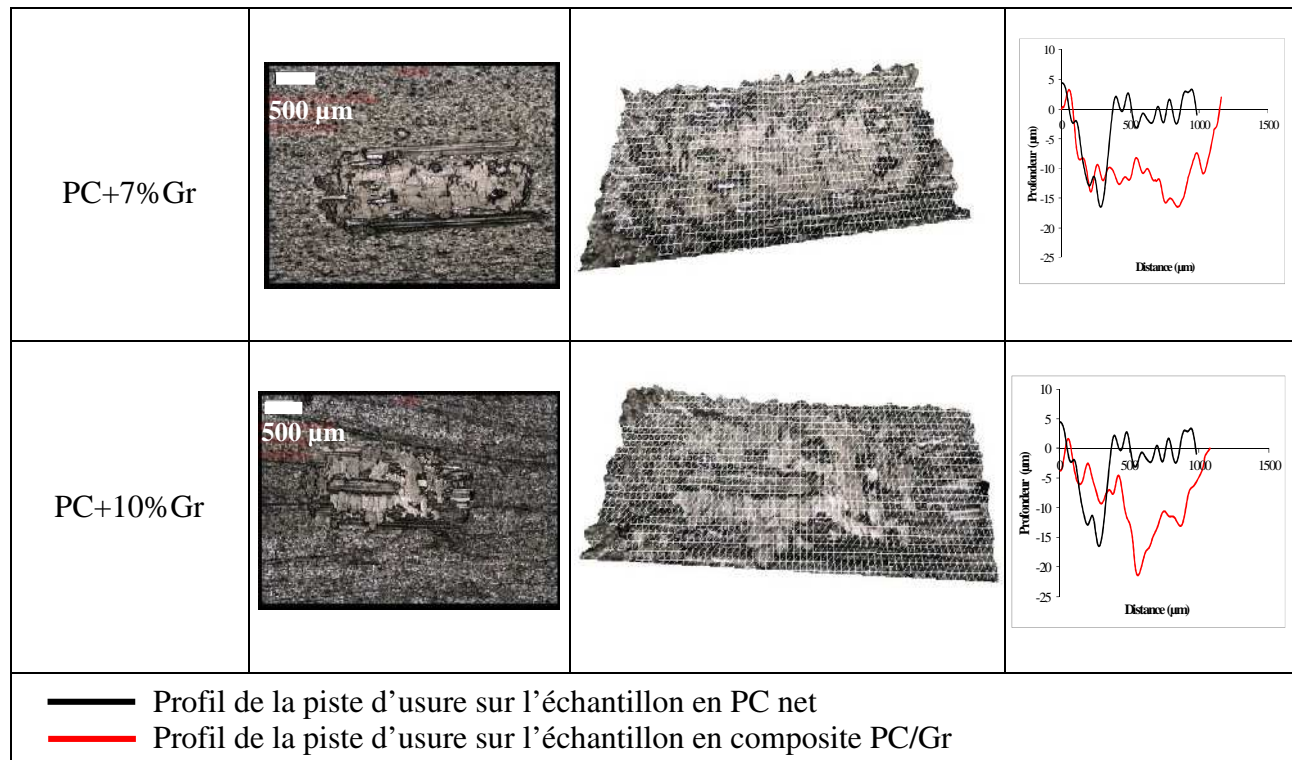 PC+7%Gr
500 µm
10
5
0
-5
-10
-15
-20
-25
0
500
1000
1500
Profondeur (µm)
Distance (µm)
PC+10%Gr
500 µm
10
5
0
-5
-10
-15
-20
-25
0
500
1000
1500
Profondeur (µm)
Distance (µm)
Profil de la piste d’usure sur l’échantillon en PC net
Profil de la piste d’usure sur l’échantillon en composite PC/Gr